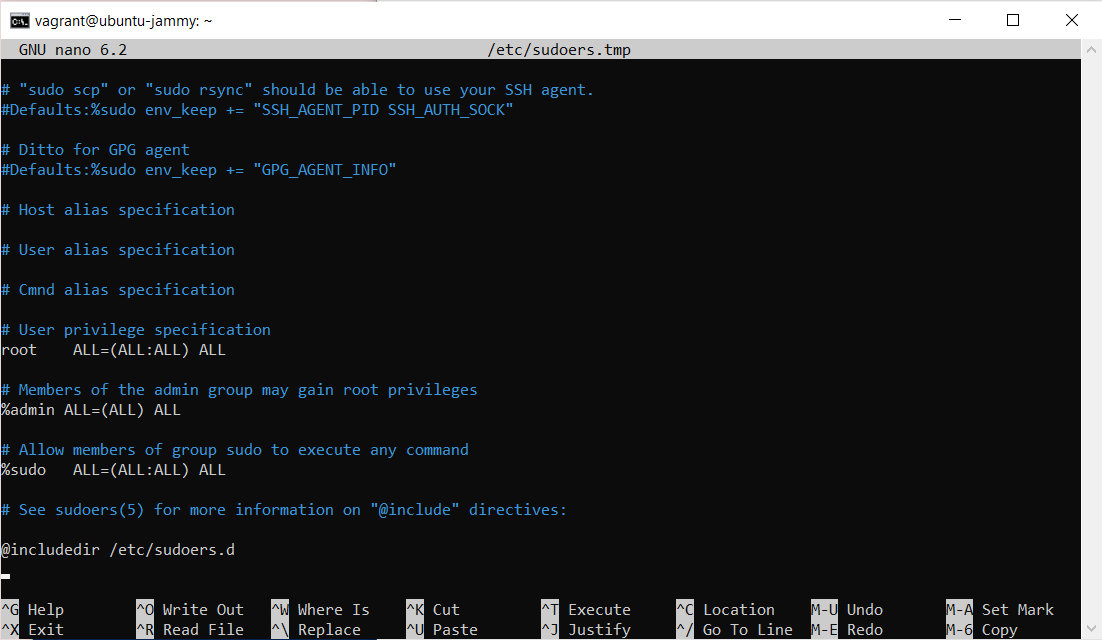 vagrant@ubuntu-jammy: ~
GNU nano 6.2 /etc/sudoers.tmp
# "sudo scp" or "sudo rsync" should be able to use your SSH agent.
#Defaults:%sudo env_keep += "SSH_AGENT_PID SSH_AUTH_SOCK"
# Ditto for GPG agent
#Defaults:%sudo env_keep += "GPG_AGENT_INFO"
# Host alias specification
# User alias specification
# Cmnd alias specification
# User privilege specification
root    ALL=(ALL:ALL) ALL
# Members of the admin group may gain root privileges
%admin ALL=(ALL) ALL
# Allow members of group sudo to execute any command
%sudo   ALL=(ALL:ALL) ALL
# See sudoers(5) for more information on "@include" directives:
@includedir /etc/sudoers.d
^G Help ^O Write Out ^W Where Is ^K Cut ^T Execute ^C Location M-U Undo M-A Set Mark
^X Exit ^R Read File ^\ Replace ^U Paste ^J Justify ^/ Go To Line M-E Redo M-6 Copy